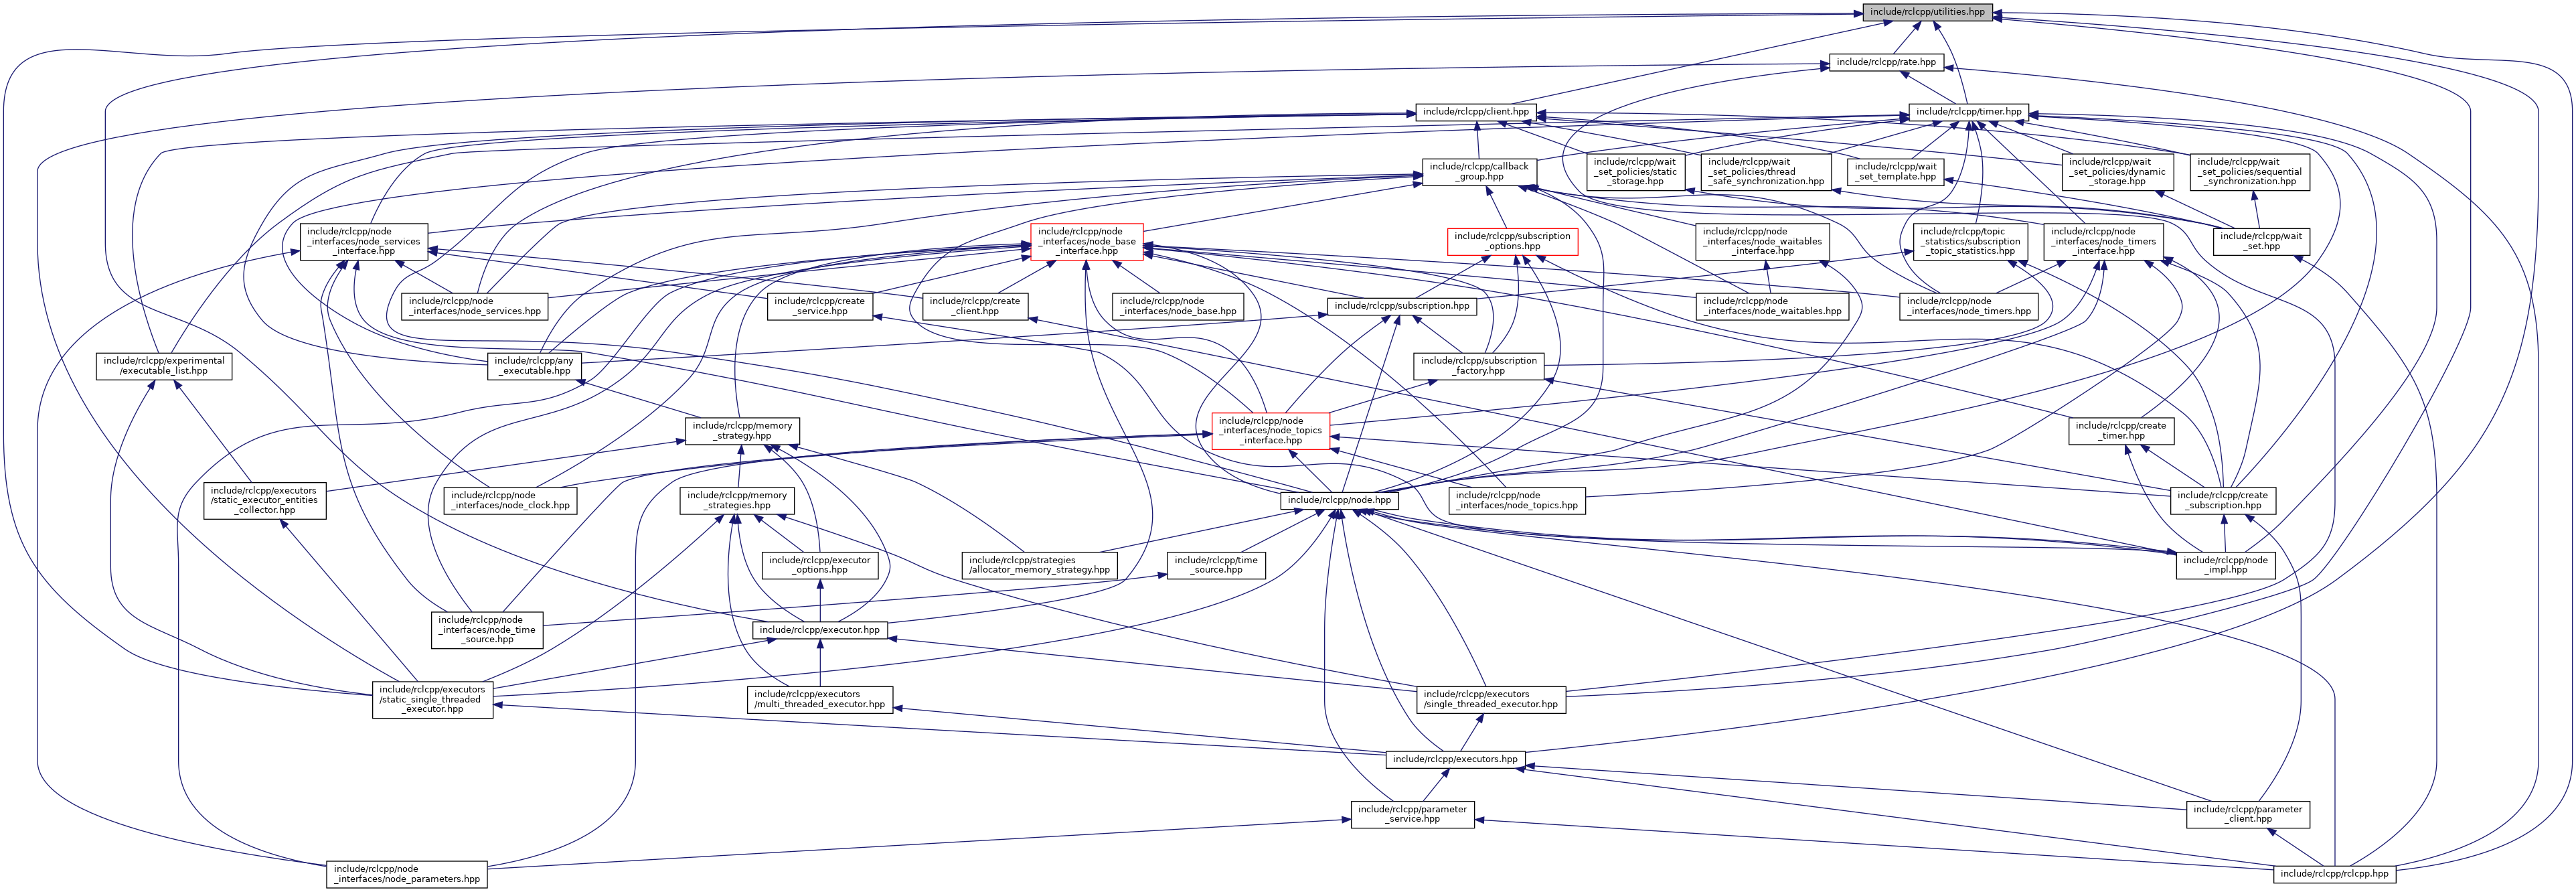 include/rclcpp/utilities.hpp
include/rclcpp/rate.hpp
include/rclcpp/client.hpp
include/rclcpp/timer.hpp
include/rclcpp/callback
_group.hpp
include/rclcpp/wait
_set_policies/static
_storage.hpp
include/rclcpp/wait
_set_policies/thread
_safe_synchronization.hpp
include/rclcpp/wait
_set_template.hpp
include/rclcpp/wait
_set_policies/dynamic
_storage.hpp
include/rclcpp/wait
_set_policies/sequential
_synchronization.hpp
include/rclcpp/node
_interfaces/node_services
_interface.hpp
include/rclcpp/node
_interfaces/node_base
_interface.hpp
include/rclcpp/subscription
_options.hpp
include/rclcpp/node
_interfaces/node_waitables
_interface.hpp
include/rclcpp/topic
_statistics/subscription
_topic_statistics.hpp
include/rclcpp/node
_interfaces/node_timers
_interface.hpp
include/rclcpp/wait
_set.hpp
include/rclcpp/node
_interfaces/node_services.hpp
include/rclcpp/create
_service.hpp
include/rclcpp/create
_client.hpp
include/rclcpp/node
_interfaces/node_base.hpp
include/rclcpp/subscription.hpp
include/rclcpp/node
_interfaces/node_waitables.hpp
include/rclcpp/node
_interfaces/node_timers.hpp
include/rclcpp/experimental
/executable_list.hpp
include/rclcpp/any
_executable.hpp
include/rclcpp/subscription
_factory.hpp
include/rclcpp/memory
_strategy.hpp
include/rclcpp/node
_interfaces/node_topics
_interface.hpp
include/rclcpp/create
_timer.hpp
include/rclcpp/executors
/static_executor_entities
_collector.hpp
include/rclcpp/node
_interfaces/node_clock.hpp
include/rclcpp/memory
_strategies.hpp
include/rclcpp/node.hpp
include/rclcpp/node
_interfaces/node_topics.hpp
include/rclcpp/create
_subscription.hpp
include/rclcpp/executor
_options.hpp
include/rclcpp/strategies
/allocator_memory_strategy.hpp
include/rclcpp/time
_source.hpp
include/rclcpp/node
_impl.hpp
include/rclcpp/node
_interfaces/node_time
_source.hpp
include/rclcpp/executor.hpp
include/rclcpp/executors
/static_single_threaded
_executor.hpp
include/rclcpp/executors
/multi_threaded_executor.hpp
include/rclcpp/executors
/single_threaded_executor.hpp
include/rclcpp/executors.hpp
include/rclcpp/parameter
_service.hpp
include/rclcpp/parameter
_client.hpp
include/rclcpp/node
_interfaces/node_parameters.hpp
include/rclcpp/rclcpp.hpp